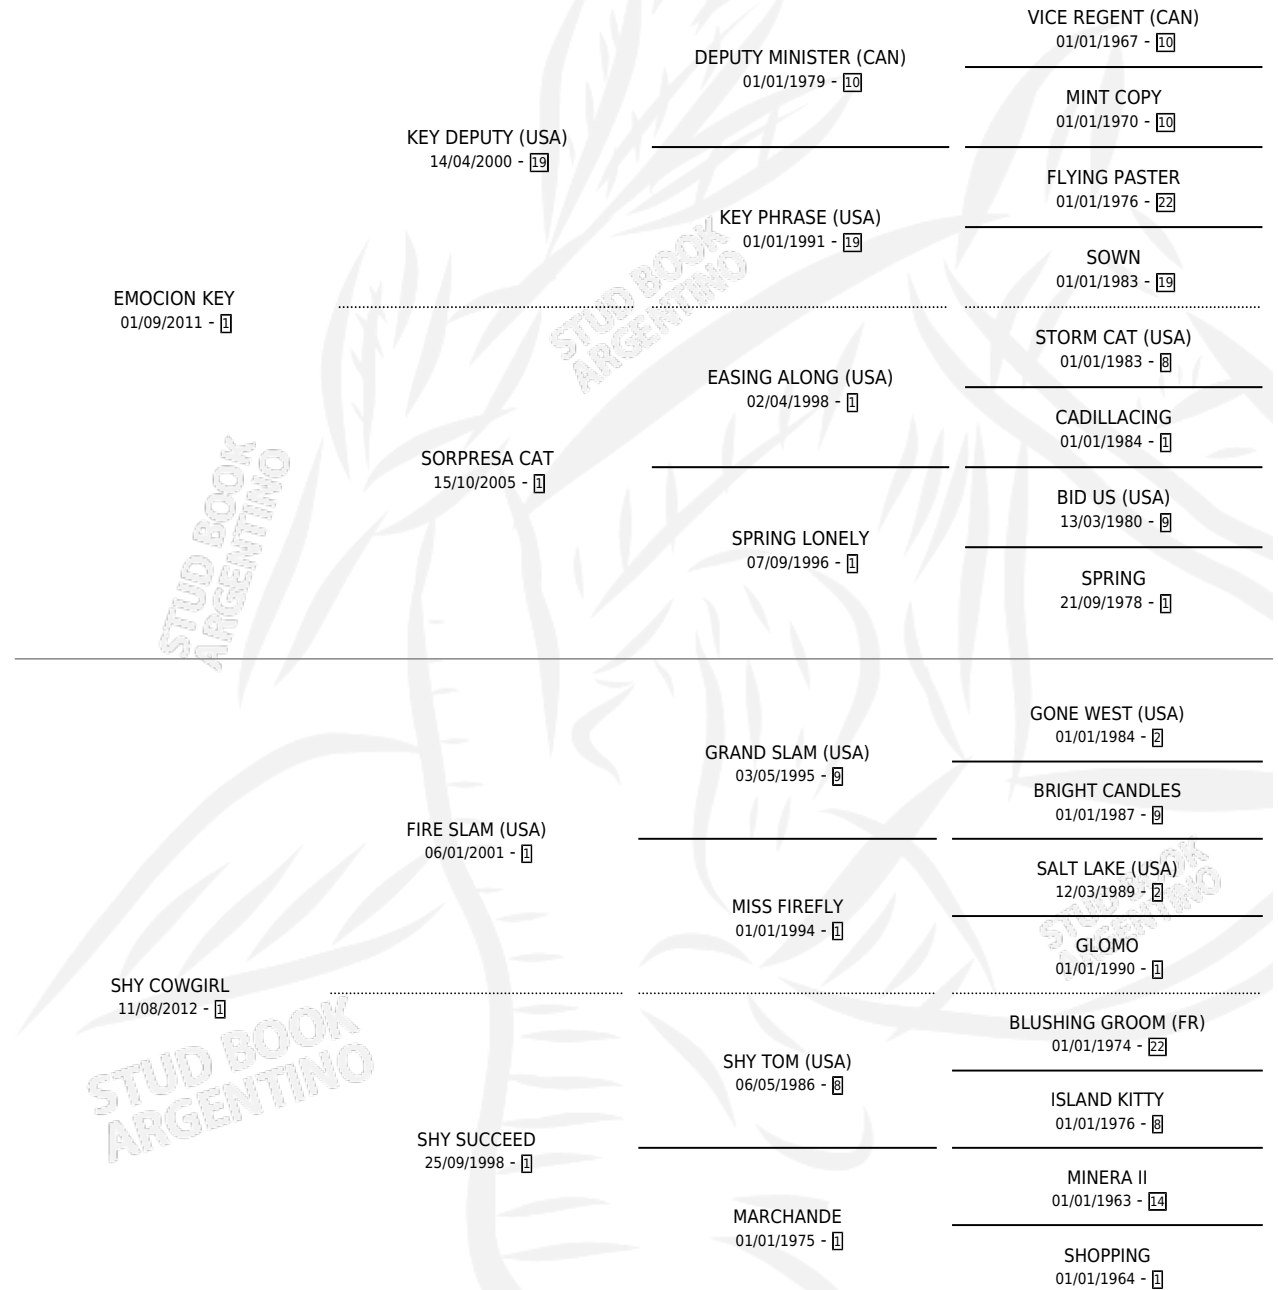 VICE REGENT (CAN)
01/01/1967 - 10
DEPUTY MINISTER (CAN)
01/01/1979 - 10
MINT COPY
01/01/1970 - 10
KEY DEPUTY (USA)
14/04/2000 - 19
FLYING PASTER
01/01/1976 - 22
KEY PHRASE (USA)
01/01/1991 - 19
SOWN
01/01/1983 - 19
EMOCION KEY
01/09/2011 - 1
STORM CAT (USA)
01/01/1983 - 8
EASING ALONG (USA)
02/04/1998 - 1
CADILLACING
01/01/1984 - 1
SORPRESA CAT
15/10/2005 - 1
BID US (USA)
13/03/1980 - 9
SPRING LONELY
07/09/1996 - 1
SPRING
21/09/1978 - 1
GONE WEST (USA)
01/01/1984 - 2
GRAND SLAM (USA)
03/05/1995 - 9
BRIGHT CANDLES
01/01/1987 - 9
FIRE SLAM (USA)
06/01/2001 - 1
SALT LAKE (USA)
12/03/1989 - 2
MISS FIREFLY
01/01/1994 - 1
GLOMO
01/01/1990 - 1
SHY COWGIRL
11/08/2012 - 1
BLUSHING GROOM (FR)
01/01/1974 - 22
SHY TOM (USA)
06/05/1986 - 8
ISLAND KITTY
01/01/1976 - 8
SHY SUCCEED
25/09/1998 - 1
MINERA II
01/01/1963 - 14
MARCHANDE
01/01/1975 - 1
SHOPPING
01/01/1964 - 1
STUD BOOK
ARGENTINO
STUD BOOK
ARGENTINO
STUD BOOK
ARGENTINO
STUD BOOK
ARGENTINO